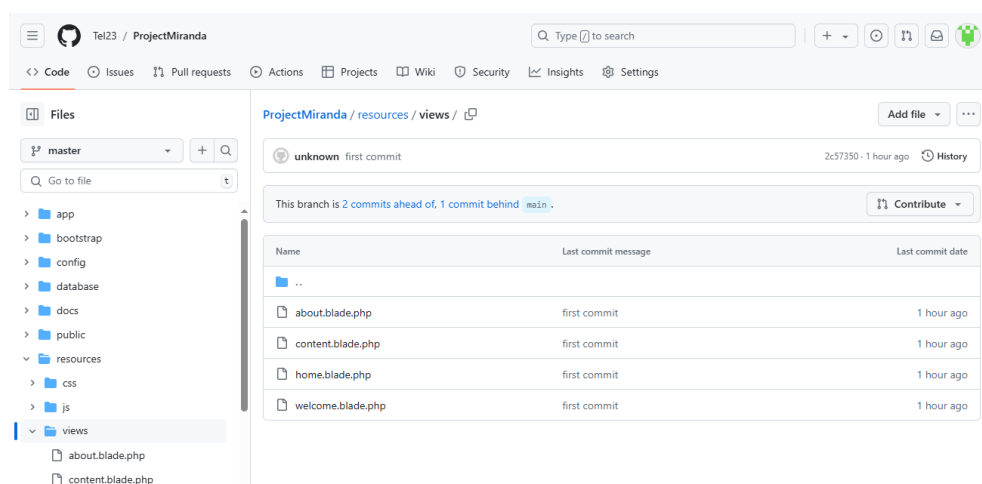 Tel23 / ProjectMiranda
Type / to search
Code Issues Pull requests Actions Projects Wiki Security Insights Settings
Files
master
Go to file t
app
bootstrap
config
database
docs
public
resources
css
js
views
about.blade.php
content.blade.php
ProjectMiranda / resources / views /
Add file
unknown first commit 2c57350 · 1 hour ago History
This branch is 2 commits ahead of, 1 commit behind main .
Contribute
Name Last commit message Last commit date
..
about.blade.php first commit 1 hour ago
content.blade.php first commit 1 hour ago
home.blade.php first commit 1 hour ago
welcome.blade.php first commit 1 hour ago